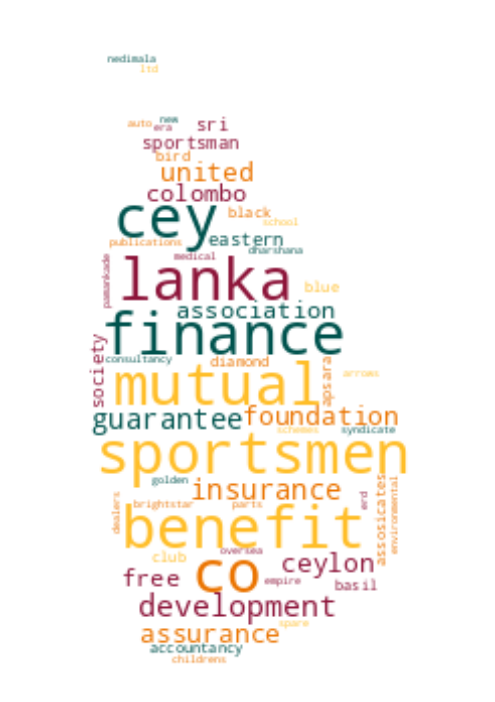 nedimala
ltd
auto new
era sri
sportsman
bird
united
colombo
cey black
school
publications eastern
dharshana
medical
pamankade
lanka blue
association
finance
society
consultancy diamond
apsara
arrows
mutual
guarantee foundation
schemes syndicate
sportsmen
golden insurance
assosicates
environmental
dealers
brightstar parts erd
benefit
club oversea
ceylon
free co empire basil
development
spare
assurance
accountancy
childrens